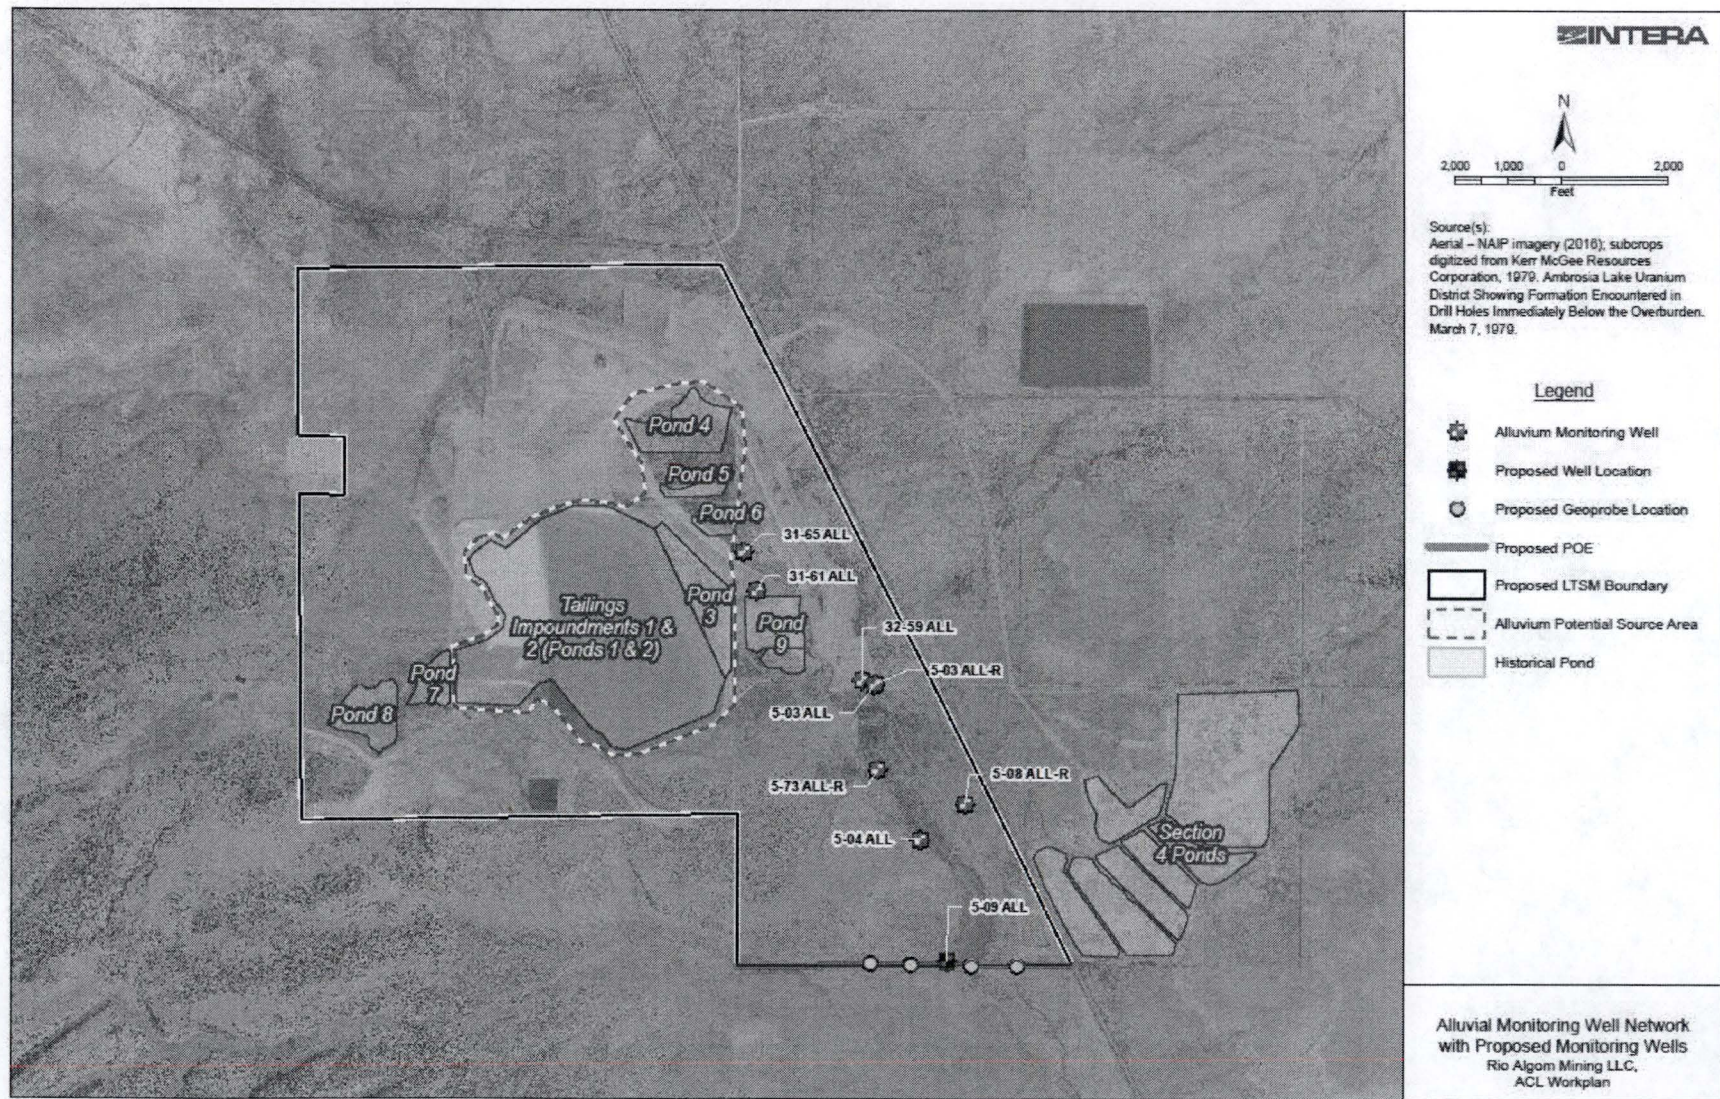 INTERA
N
2,000 1,000 0 2,000
Feet
Source(s):
Aerial – NAIP imagery (2016); subcrops
digitized from Kerr McGee Resources
Corporation, 1979. Ambrosia Lake Uranium
District Showing Formation Encountered in
Drill Holes Immediately Below the Overburden.
March 7, 1979.
Legend
Alluvium Monitoring Well
Proposed Well Location
Proposed Geoprobe Location
Proposed POE
Proposed LTSM Boundary
Alluvium Potential Source Area
Historical Pond
Pond 4
Pond 5
Pond 6
31-65 ALL
31-61 ALL
Pond
3
Tailings
Impoundments 1 &
2 (Ponds 1 & 2)
Pond
9
32-59 ALL
5-03 ALL-R
5-03 ALL
Pond
7
Pond 8
5-73 ALL-R
5-08 ALL-R
5-04 ALL
Section
4 Ponds
5-09 ALL
Alluvial Monitoring Well Network
with Proposed Monitoring Wells
Rio Algom Mining LLC,
ACL Workplan